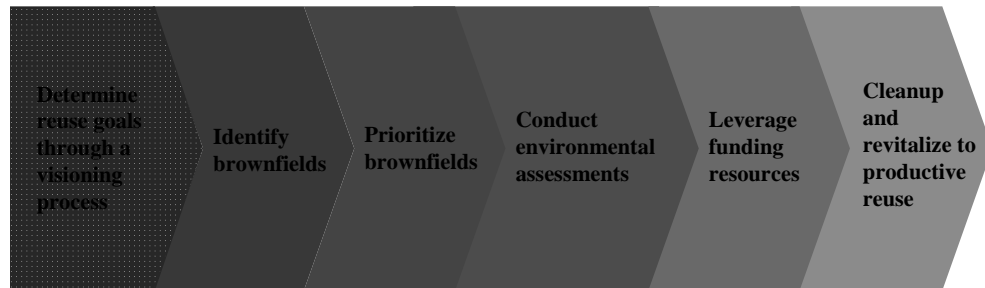 Determine
reuse goals
through a
visioning
process
Identify
brownfields
Prioritize
brownfields
Conduct
environmental
assessments
Leverage
funding
resources
Cleanup
and
revitalize to
productive
reuse